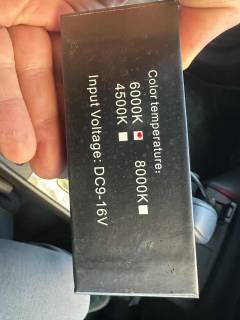 Color temperature:
6000K 8000K
4500K
Input Voltage: DC9-16V